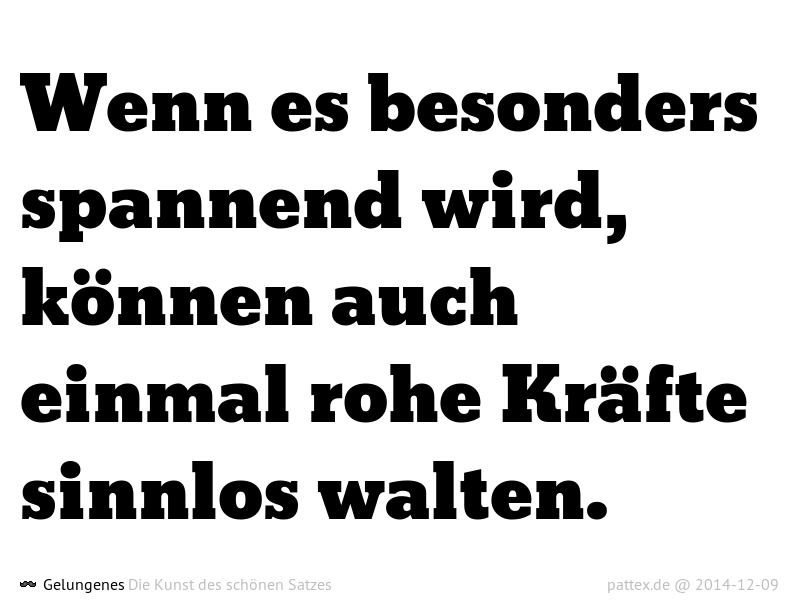 Wenn es besonders
spannend wird,
können auch
einmal rohe Kräfte
sinnlos walten.
Gelungenes Die Kunst des schönen Satzes
pattex.de @ 2014-12-09